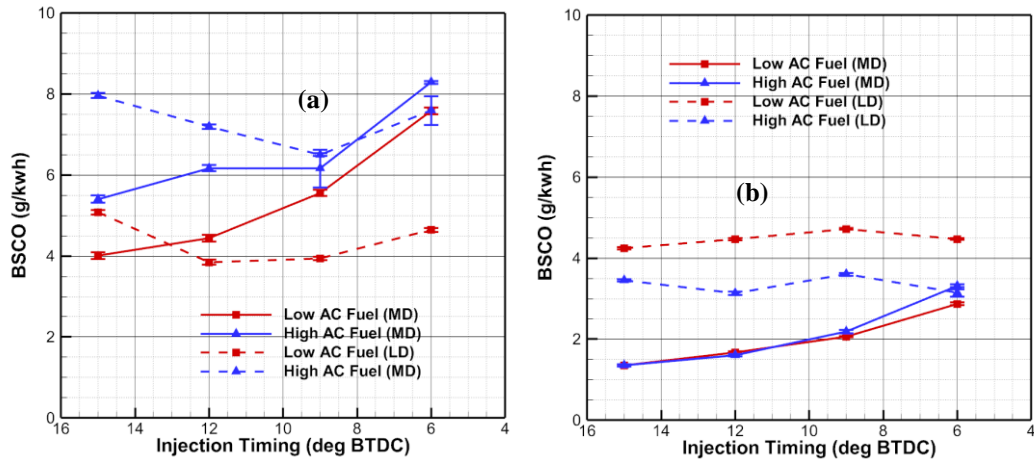 10
8
6
4
2
0
BSCO (g/kwh)
(a)
Low AC Fuel (MD)
High AC Fuel (MD)
Low AC Fuel (LD)
High AC Fuel (MD)
16 14 12 10 8 6 4
Injection Timing (deg BTDC)
10
8
6
4
2
0
BSCO (g/kwh)
Low AC Fuel (MD)
High AC Fuel (MD)
Low AC Fuel (LD)
High AC Fuel (LD)
(b)
16 14 12 10 8 6 4
Injection Timing (deg BTDC)